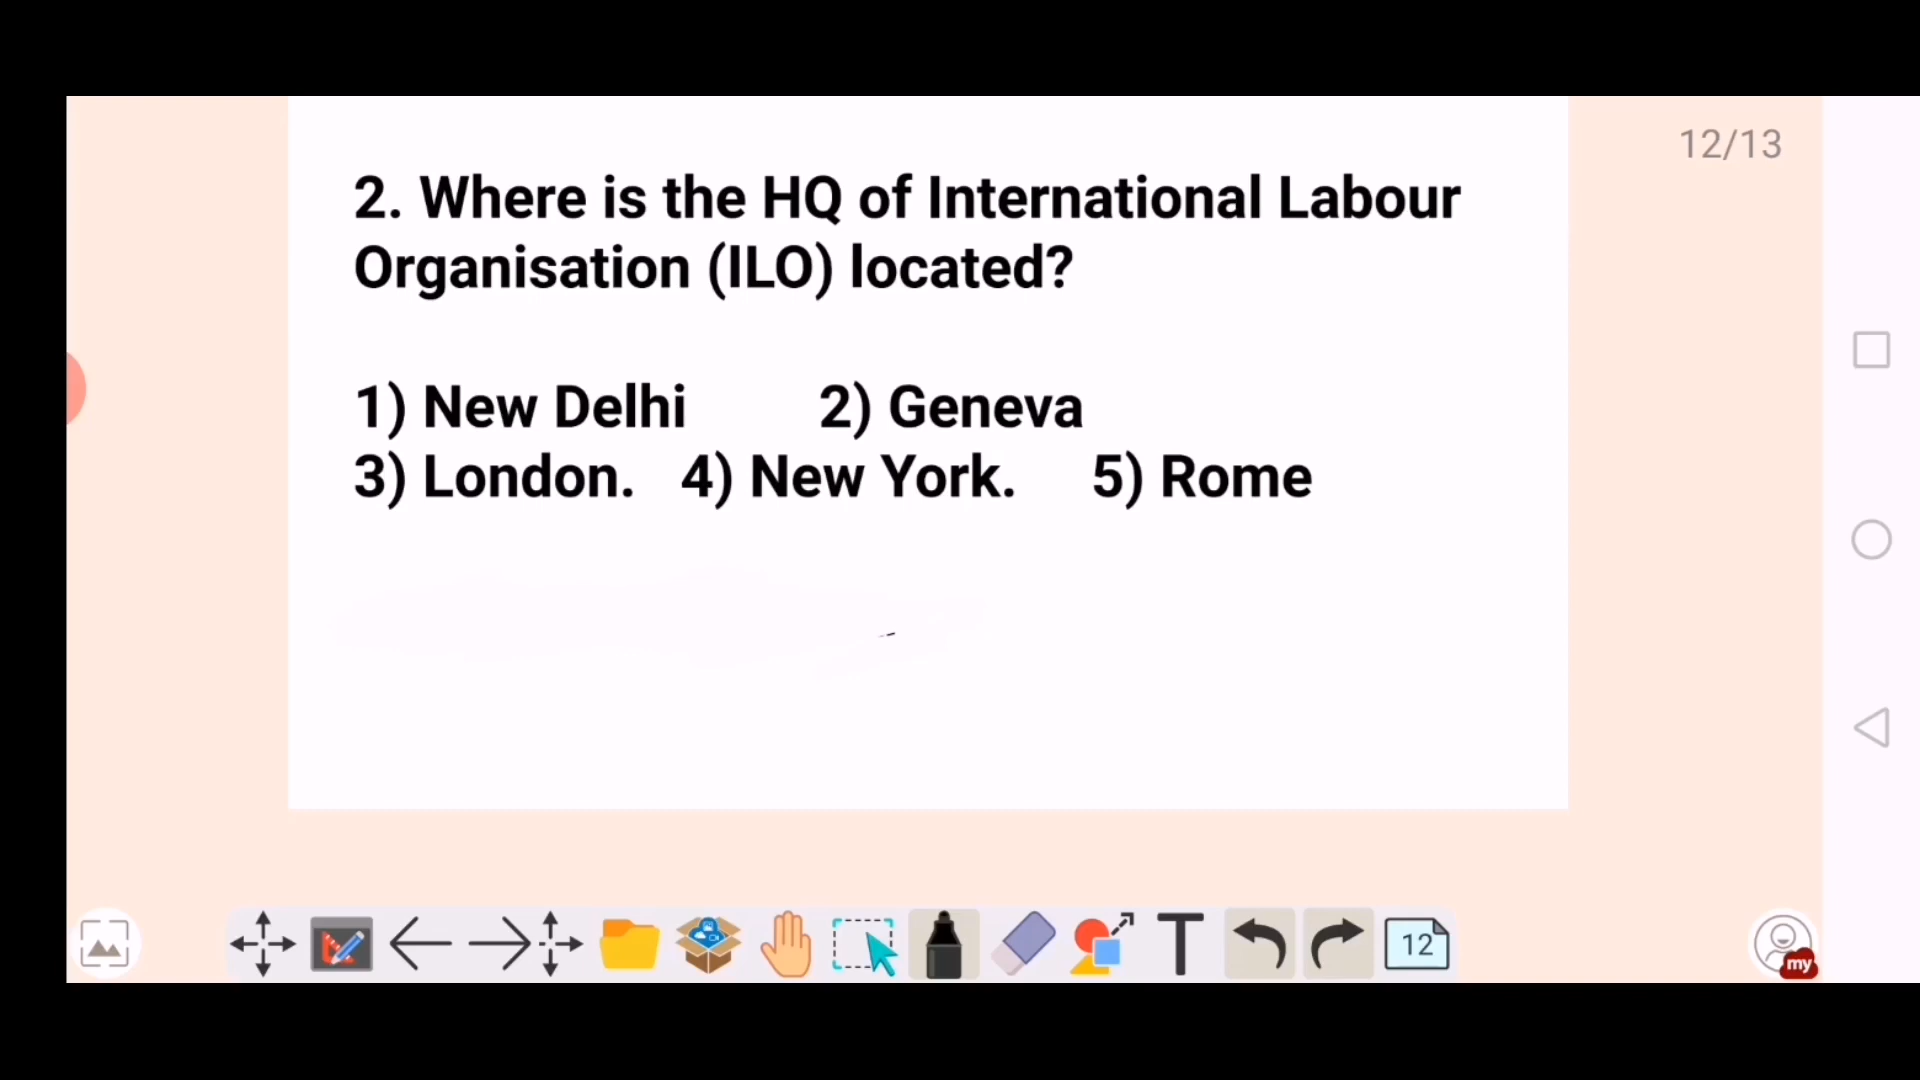 12/13
2. Where is the HQ of International Labour
Organisation (ILO) located?
1) New Delhi 2) Geneva
3) London. 4) New York. 5) Rome
12
my